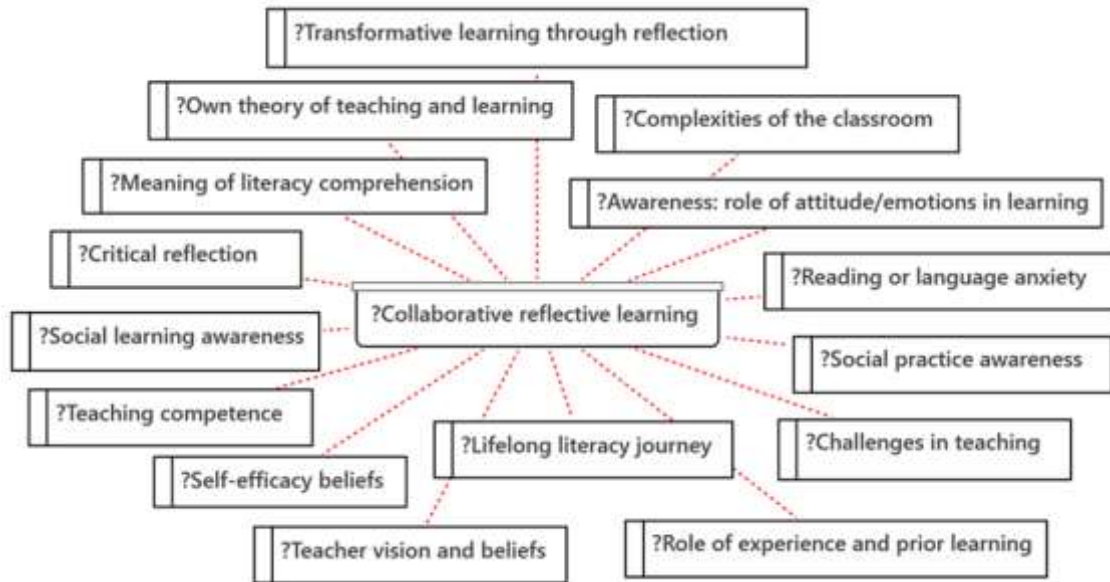 ?Transformative learning through reflection
?Own theory of teaching and learning
?Complexities of the classroom
?Meaning of literacy comprehension
?Awareness: role of attitude/emotions in learning
?Critical reflection
?Reading or language anxiety
?Collaborative reflective learning
?Social learning awareness
?Social practice awareness
?Teaching competence
?Lifelong literacy journey
?Challenges in teaching
?Self-efficacy beliefs
?Teacher vision and beliefs
?Role of experience and prior learning